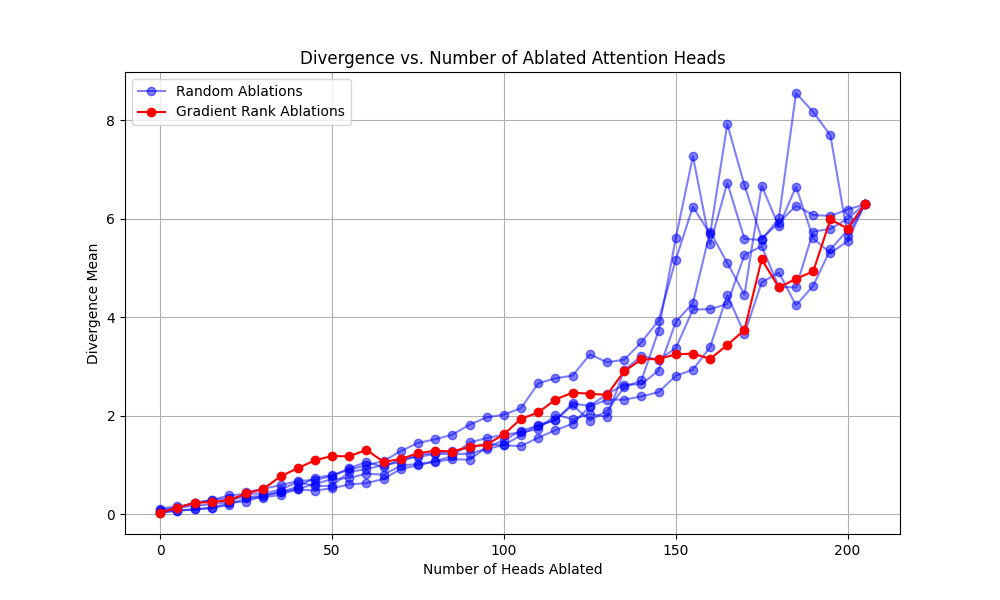 Divergence vs. Number of Ablated Attention Heads
Random Ablations
Gradient Rank Ablations
Divergence Mean
8
6
4
2
0
0 50 100 150 200
Number of Heads Ablated